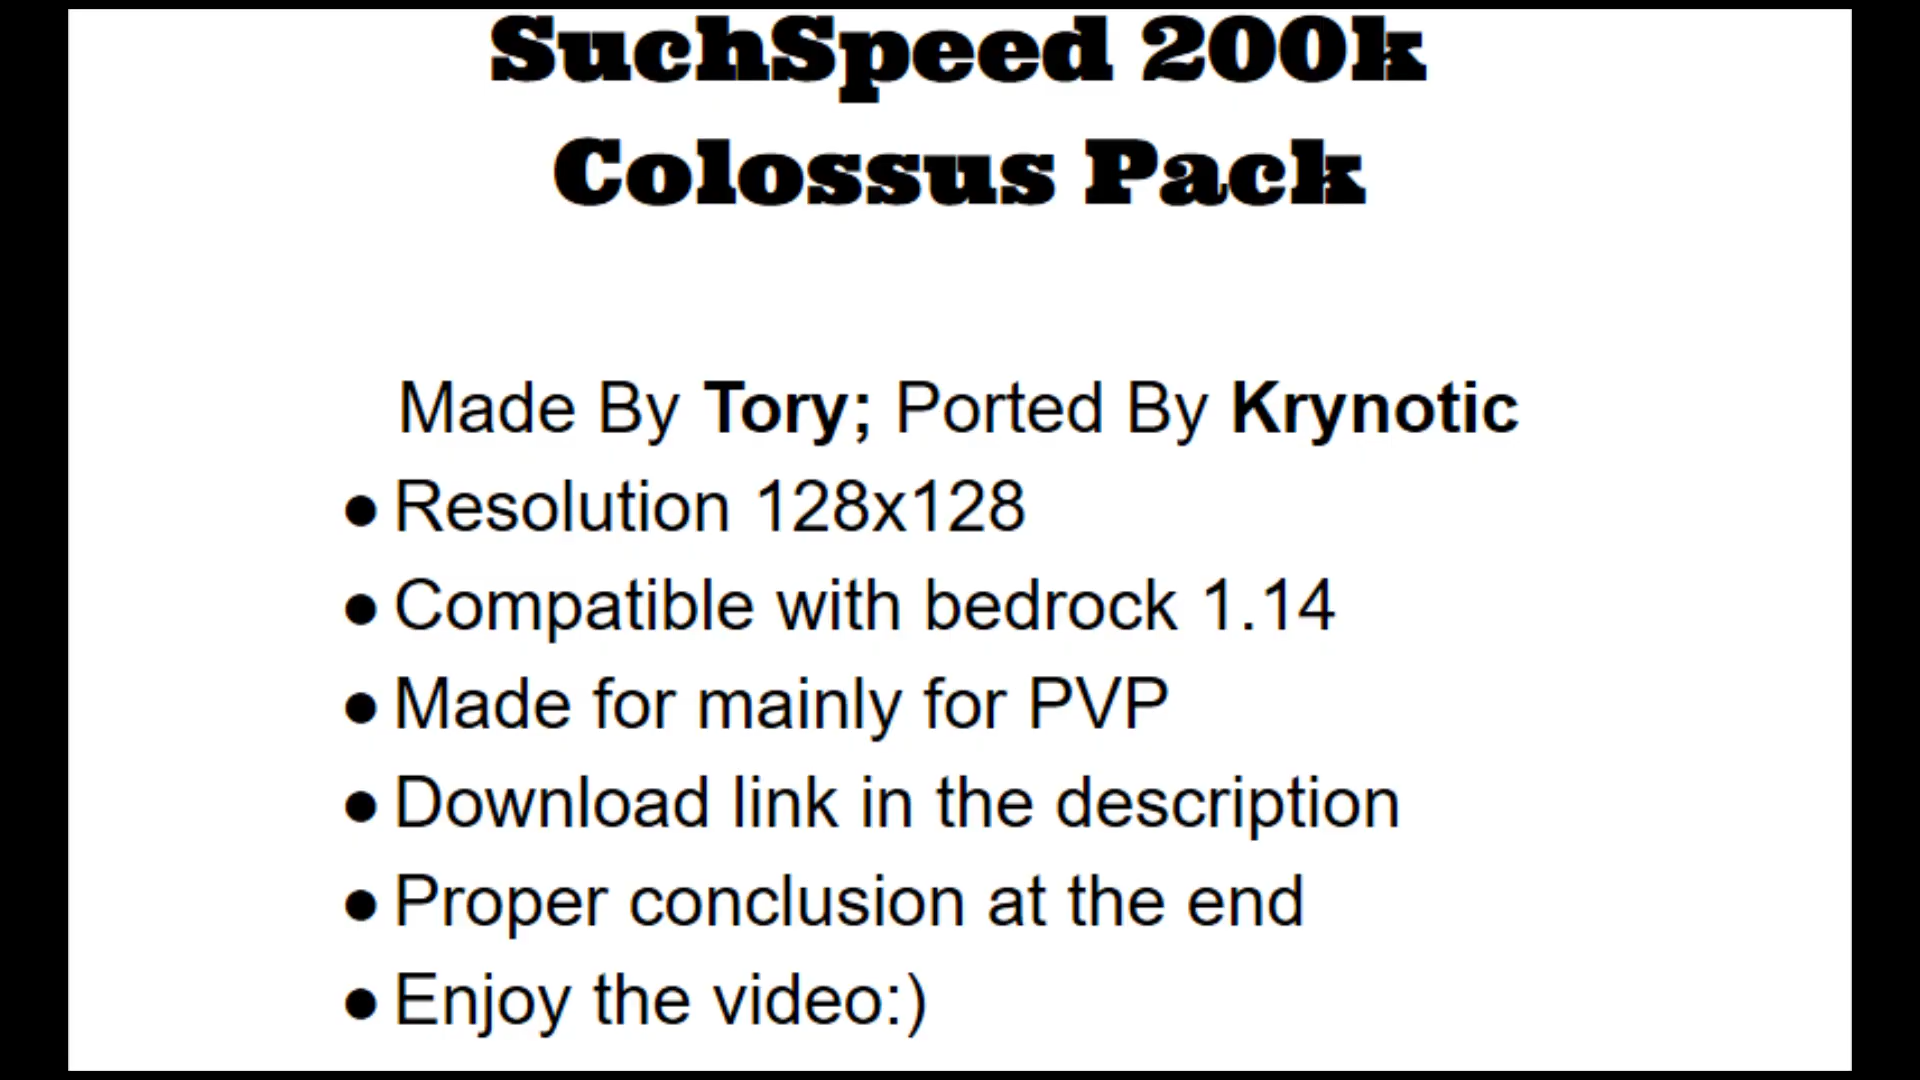 SuchSpeed 200k
Colossus Pack
Made By Tory; Ported By Krynotic
● Resolution 128x128
● Compatible with bedrock 1.14
● Made for mainly for PVP
● Download link in the description
● Proper conclusion at the end
● Enjoy the video:)